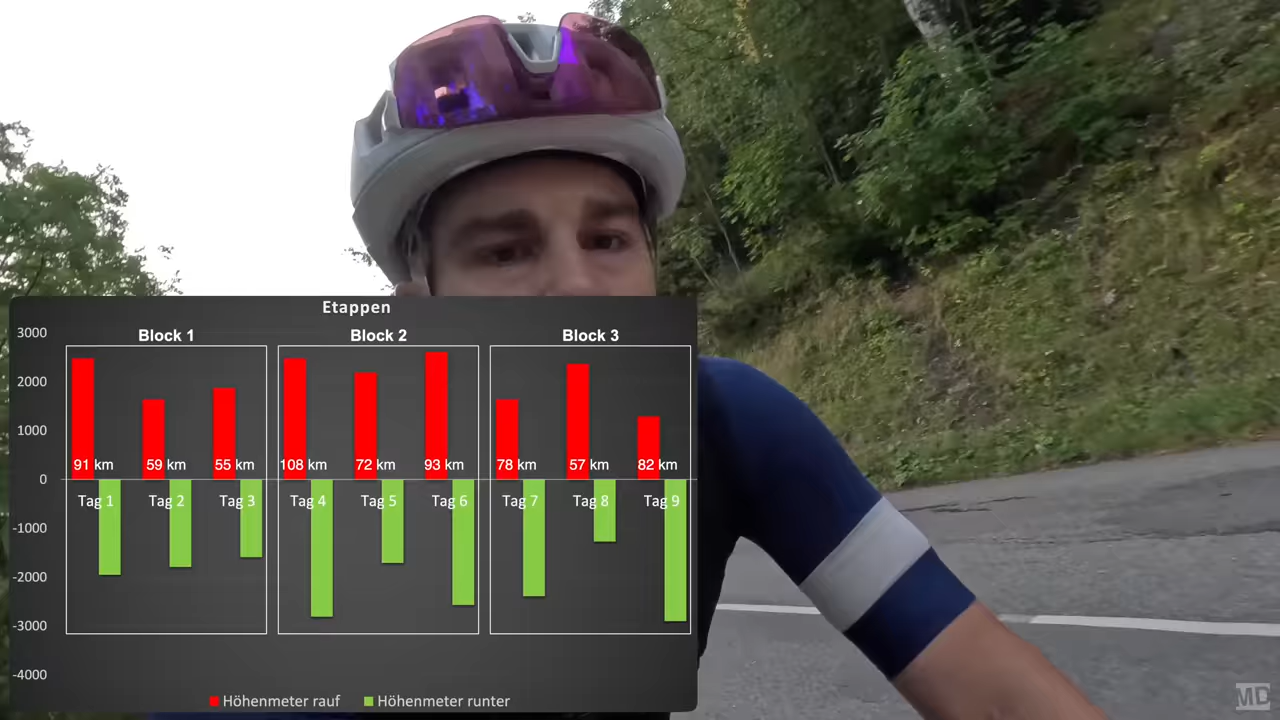 Etappen
Block 1 Block 2 Block 3
3000
2000
1000
0
-1000
-2000
-3000
-4000
91 km 59 km 55 km 108 km 72 km 93 km 78 km 57 km 82 km
Tag 1 Tag 2 Tag 3 Tag 4 Tag 5 Tag 6 Tag 7 Tag 8 Tag 9
Höhenmeter rauf Höhenmeter runter
MD